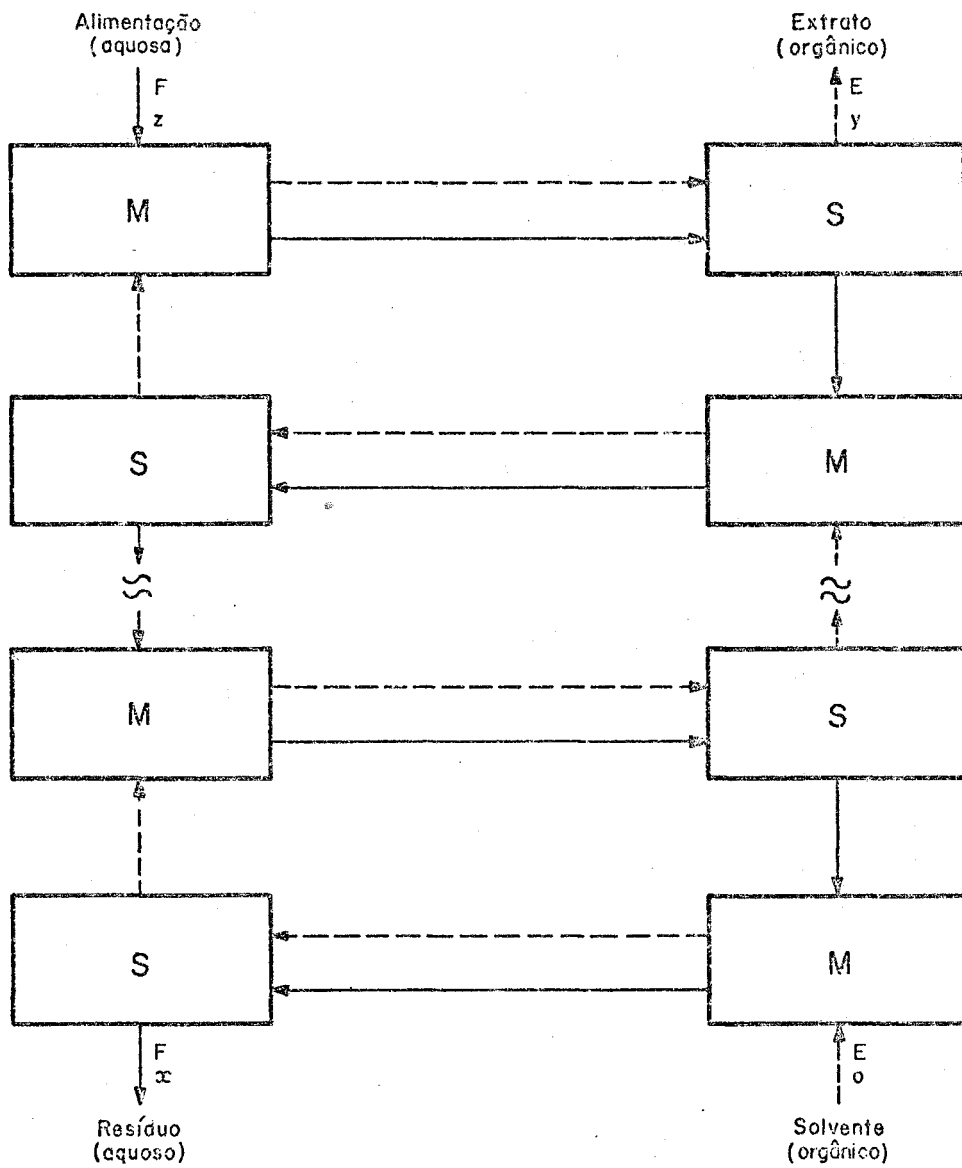 Alimentação
(aquosa)
Extrato
(orgânico)
F
z
E
y
M
S
S
M
M
S
S
M
F
x
E
o
Resíduo
(aquoso)
Solvente
(orgânico)